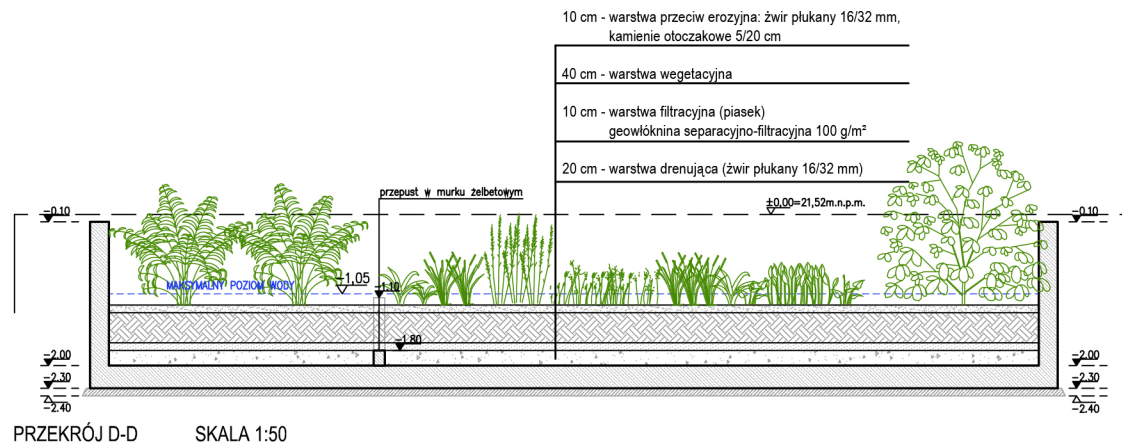 10 cm - warstwa przeciw erozyjna: żwir płukany 16/32 mm,
kamienie otoczakowe 5/20 cm
40 cm - warstwa wegetacyjna
10 cm - warstwa filtracyjna (piasek)
geowłóknina separacyjno-filtracyjna 100 g/m²
20 cm - warstwa drenująca (żwir płukany 16/32 mm)
przepust w murku żelbetowym
±0.00=21,52m.n.p.m.
-0.10
-0.10
MAKSYMALNY POZIOM WODY
-1,05
-1.10
-1.80
-2.00
-2.00
-2.30
-2.30
-2.40
-2.40
PRZEKRÓJ D-D SKALA 1:50